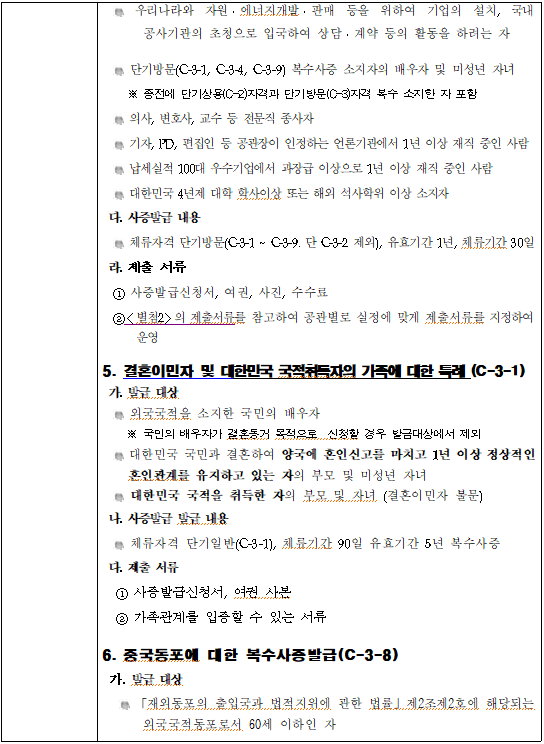 우리나라와 자원·에너지개발·판매 등을 위하여 기업의 설치, 국내
공사기관의 초청으로 입국하여 상담·계약 등의 활동을 하려는 자
단기방문(C-3-1, C-3-4, C-3-9) 복수사증 소지자의 배우자 및 미성년 자녀
※ 종전에 단기상용(C-2)자격과 단기방문(C-3)자격 복수 소지한 자 포함
의사, 변호사, 교수 등 전문직 종사자
기자, PD, 편집인 등 공관장이 인정하는 언론기관에서 1년 이상 재직 중인 사람
납세실적 100대 우수기업에서 과장급 이상으로 1년 이상 재직 중인 사람
대한민국 4년제 대학 학사이상 또는 해외 석사학위 이상 소지자
다. 사증발급 내용
체류자격 단기방문(C-3-1 ~ C-3-9. 단 C-3-2 제외), 유효기간 1년, 체류기간 30일
라. 제출 서류
① 사증발급신청서, 여권, 사진, 수수료
②<별첨2>의 제출서류를 참고하여 공관별로 실정에 맞게 제출서류를 지정하여
운영
5. 결혼이민자 및 대한민국 국적취득자의 가족에 대한 특례 (C-3-1)
가. 발급 대상
외국국적을 소지한 국민의 배우자
※ 국민의 배우자가 결혼동거 목적으로 신청할 경우 발급대상에서 제외
대한민국 국민과 결혼하여 양국에 혼인신고를 마치고 1년 이상 정상적인
혼인관계를 유지하고 있는 자의 부모 및 미성년 자녀
대한민국 국적을 취득한 자의 부모 및 자녀 (결혼이민자 불문)
나. 사증발급 발급 내용
체류자격 단기일반(C-3-1), 체류기간 90일 유효기간 5년 복수사증
다. 제출 서류
① 사증발급신청서, 여권 사본
② 가족관계를 입증할 수 있는 서류
6. 중국동포에 대한 복수사증발급(C-3-8)
가. 발급 대상
「재외동포의 출입국과 법적지위에 관한 법률」제2조제2호에 해당되는
외국국적동포로서 60세 이하인 자